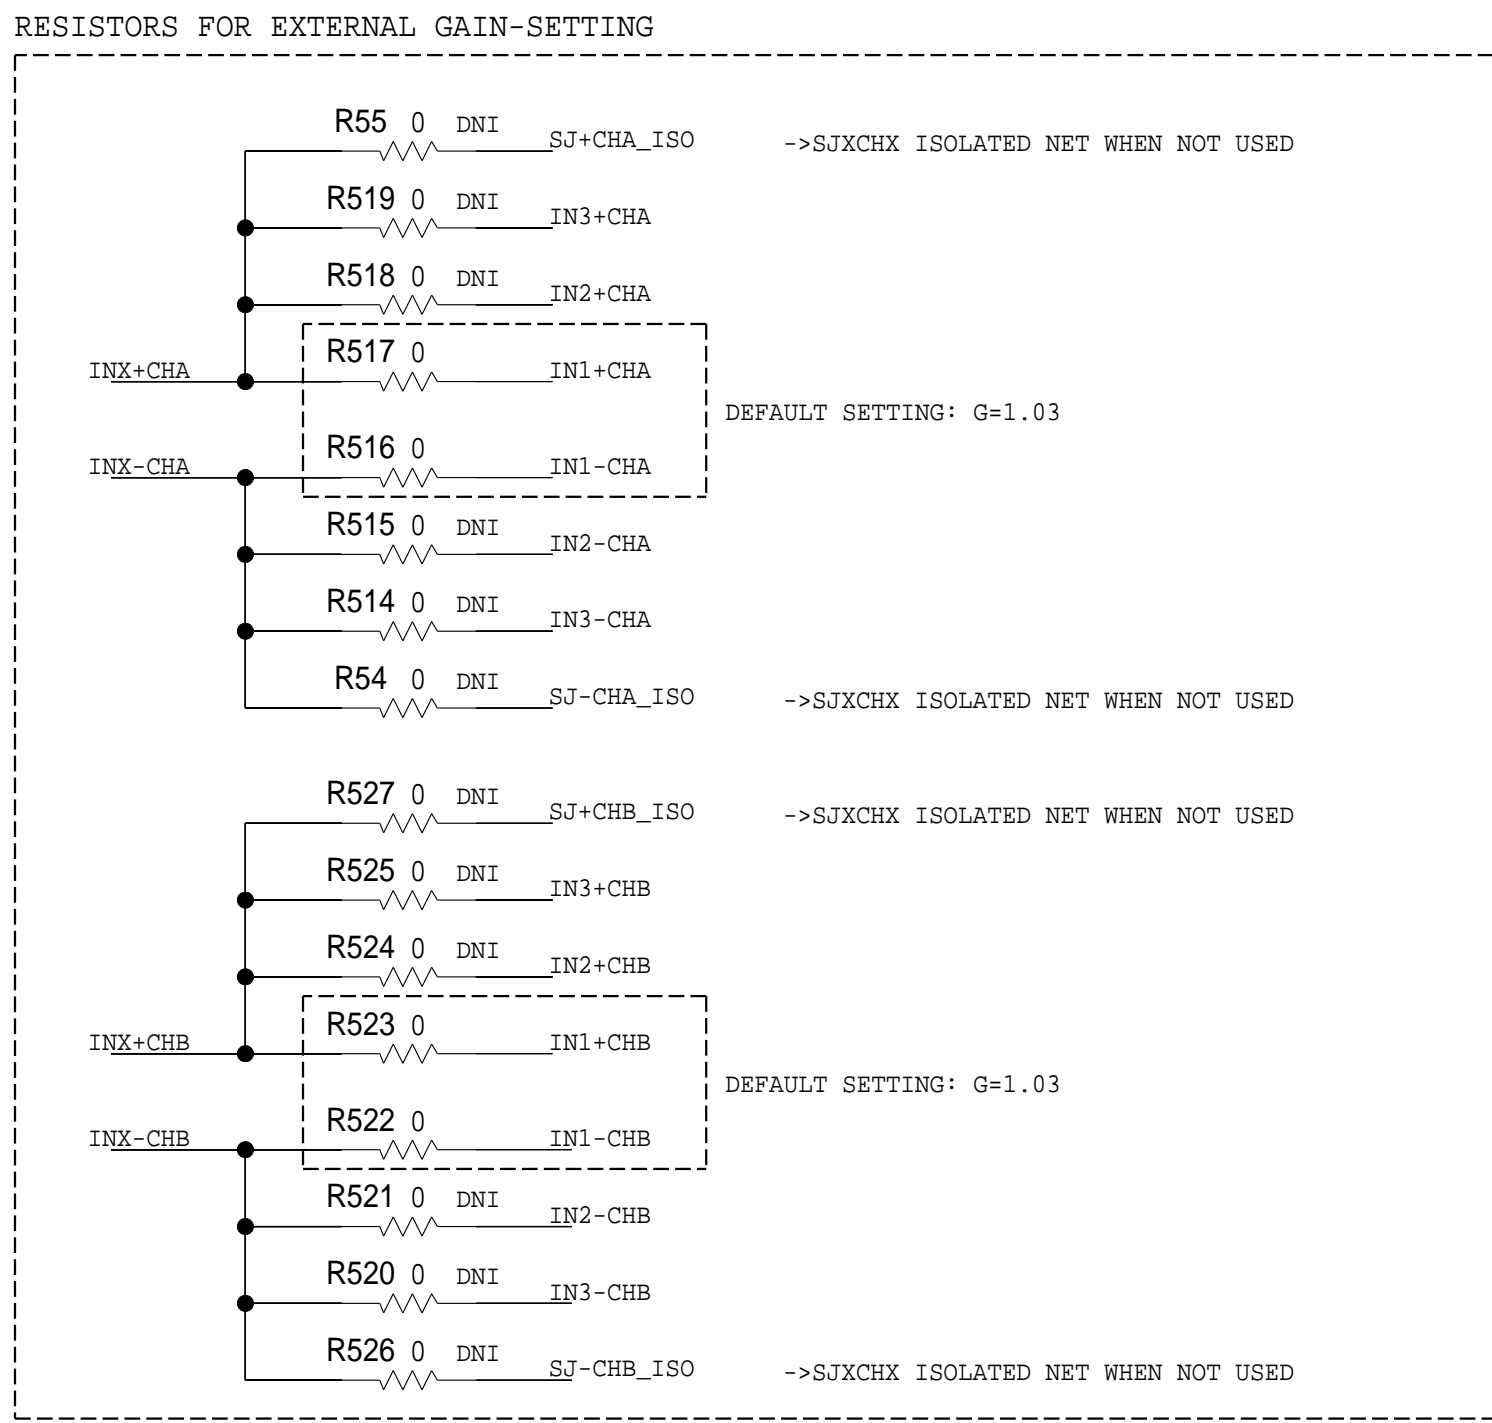 RESISTORS FOR EXTERNAL GAIN-SETTING
R55 0 DNI SJ+CHA_ISO ->SJXCHX ISOLATED NET WHEN NOT USED
R519 0 DNI IN3+CHA
R518 0 DNI IN2+CHA
INX+CHA R517 0 IN1+CHA
DEFAULT SETTING: G=1.03
INX-CHA R516 0 IN1-CHA
R515 0 DNI IN2-CHA
R514 0 DNI IN3-CHA
R54 0 DNI SJ-CHA_ISO ->SJXCHX ISOLATED NET WHEN NOT USED
R527 0 DNI SJ+CHB_ISO ->SJXCHX ISOLATED NET WHEN NOT USED
R525 0 DNI IN3+CHB
R524 0 DNI IN2+CHB
INX+CHB R523 0 IN1+CHB
DEFAULT SETTING: G=1.03
INX-CHB R522 0 IN1-CHB
R521 0 DNI IN2-CHB
R520 0 DNI IN3-CHB
R526 0 DNI SJ-CHB_ISO ->SJXCHX ISOLATED NET WHEN NOT USED